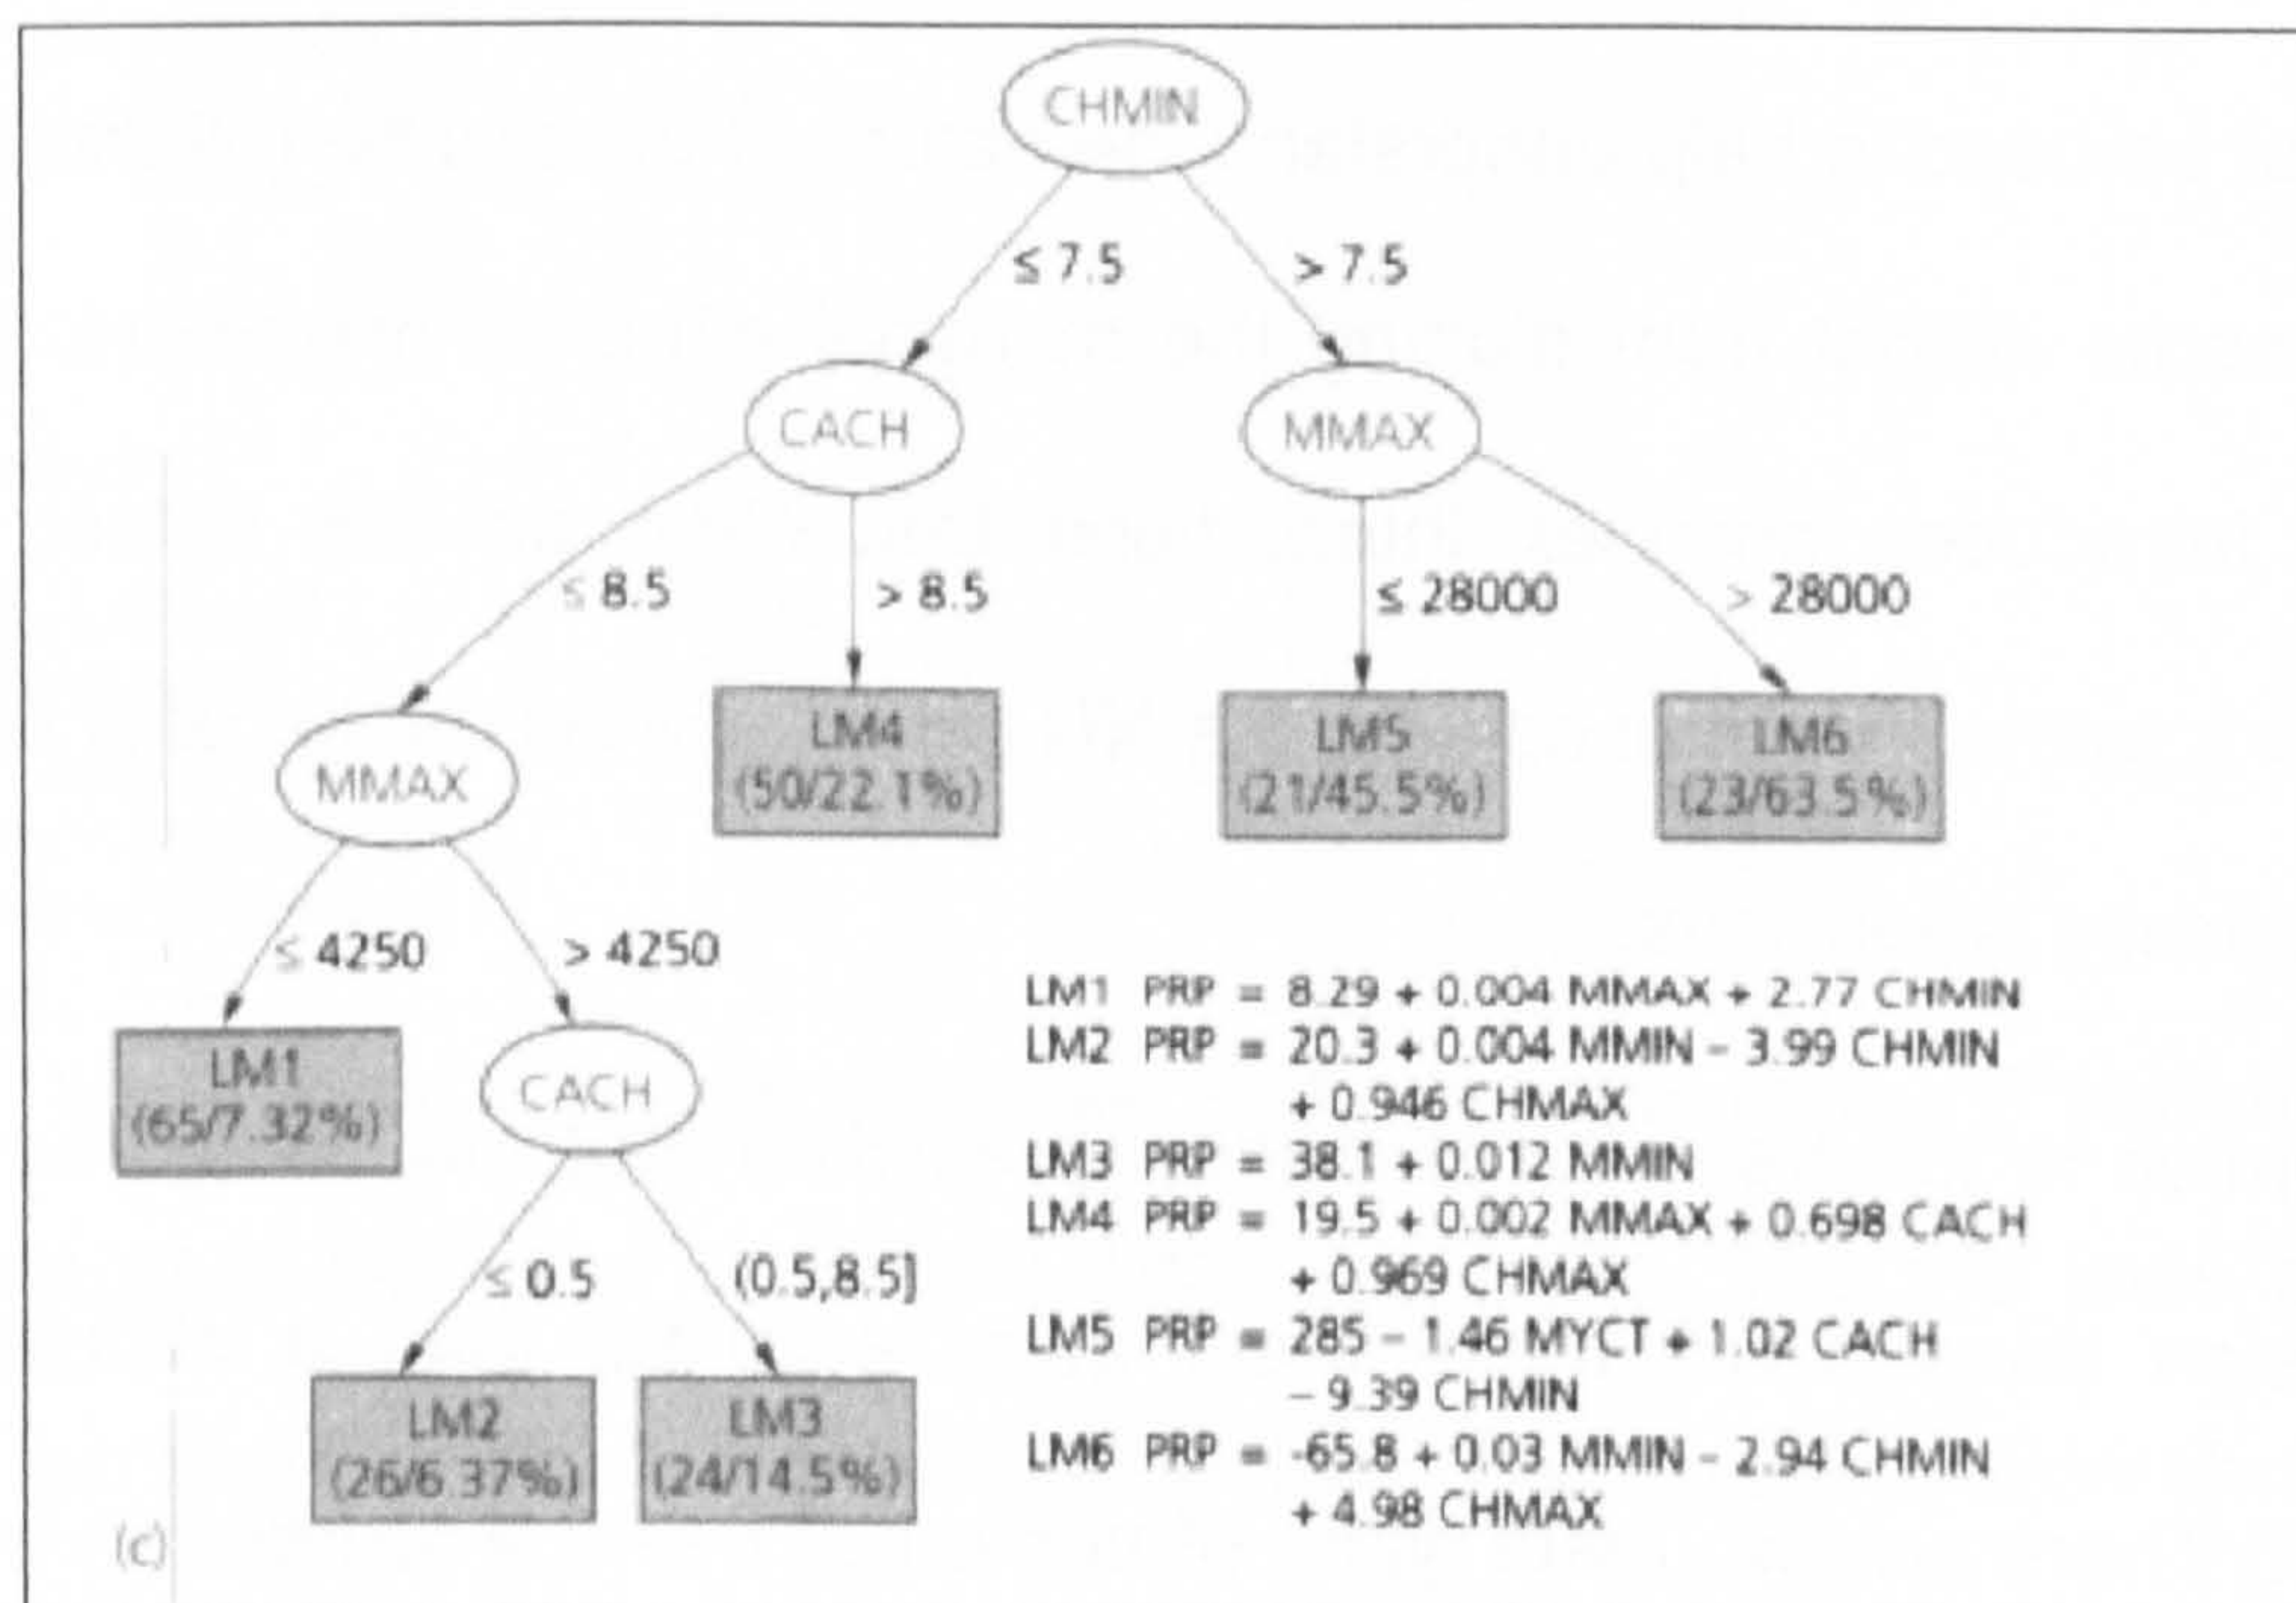 CHMIN
≤ 7.5 > 7.5
CACH MMAX
≤ 8.5 > 8.5 ≤ 28000 > 28000
MMAX
LM4 LM5 LM6
(50/22.1%) (21/45.5%) (23/63.5%)
≤ 4250 > 4250
LM1
(65/7.32%)
CACH
≤ 0.5 (0.5,8.5]
LM2 LM3
(26/6.37%) (24/14.5%)
LM1 PRP = 8.29 + 0.004 MMAX + 2.77 CHMIN
LM2 PRP = 20.3 + 0.004 MMIN – 3.99 CHMIN
+ 0.946 CHMAX
LM3 PRP = 38.1 + 0.012 MMIN
LM4 PRP = 19.5 + 0.002 MMAX + 0.698 CACH
+ 0.969 CHMAX
LM5 PRP = 285 – 1.46 MYCT + 1.02 CACH
– 9.39 CHMIN
LM6 PRP = -65.8 + 0.03 MMIN – 2.94 CHMIN
+ 4.98 CHMAX
(c)